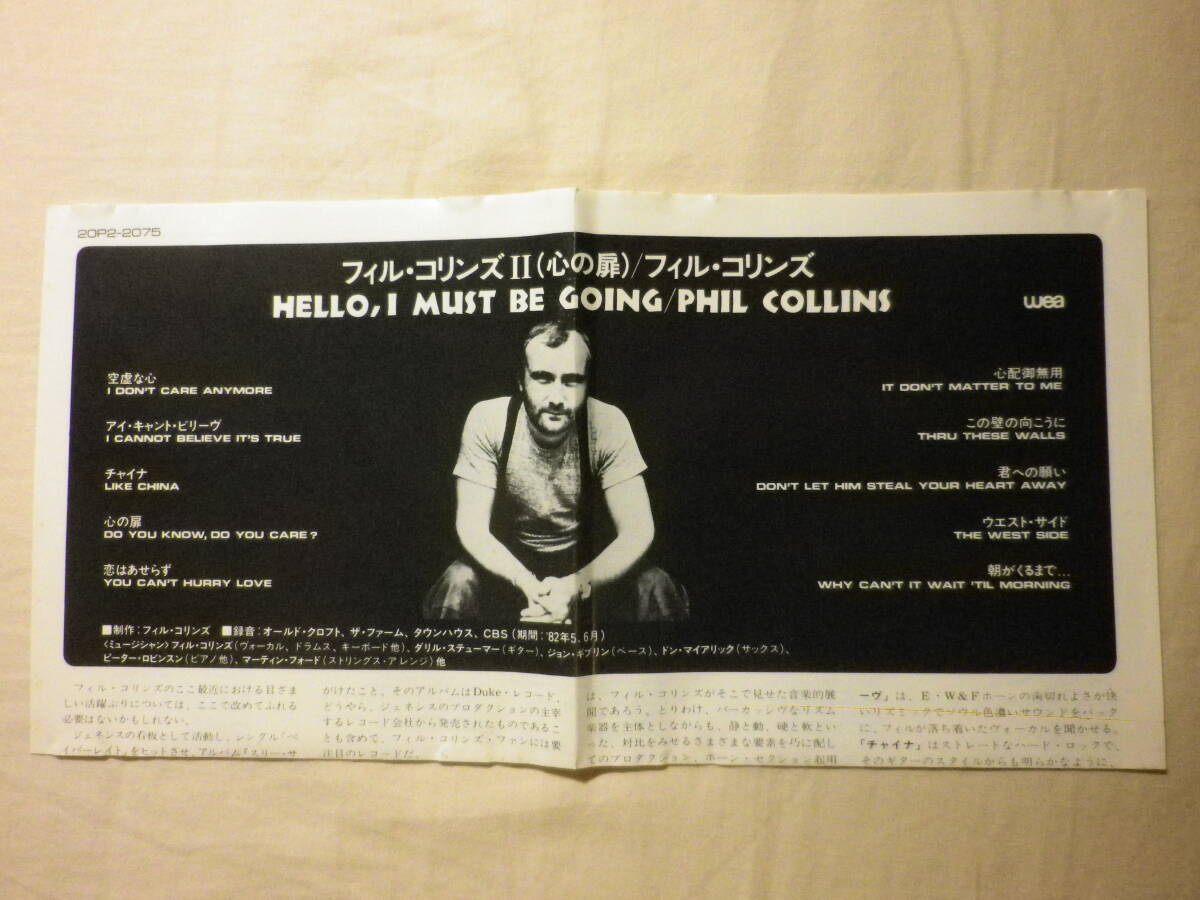 20P2-2075
フィル・コリンズII(心の扉)/フィル・コリンズ
HELLO, I MUST BE GOING/PHIL COLLINS
wea
空虚な心
I DON'T CARE ANYMORE
アイ・キャント・ビリーヴ
I CANNOT BELIEVE IT'S TRUE
チャイナ
LIKE CHINA
心の扉
DO YOU KNOW, DO YOU CARE?
恋はあせらず
YOU CAN'T HURRY LOVE
心配御無用
IT DON'T MATTER TO ME
この壁の向こうに
THRU THESE WALLS
君への願い
DON'T LET HIM STEAL YOUR HEART AWAY
ウエスト・サイド
THE WEST SIDE
朝がくるまで…
WHY CAN'T IT WAIT 'TIL MORNING
■制作:フィル・コリンズ ■録音:オールド・クロフト、ザ・ファーム、タウンハウス、CBS(期間:'82年5、6月)
〈ミュージシャン〉フィル・コリンズ(ヴォーカル、ドラムス、キーボード他)、ダリル・ステューマー(ギター)、ジョン・ギブリン(ベース)、ドン・マイアリック(サックス)、
ピーター・ロビンスン(ピアノ他)、マーティン・フォード(ストリングス・アレンジ)他
フィル・コリンズのここ最近における目ざま
しい活躍ぶりについては、ここで改めてふれる
必要はないかもしれない。
ジェネシスの看板として活動し、シングル「ペ
イパーレイト」をヒットさせ、アルバム『スリー・サ
がけたこと。そのアルバムはDuke・レコード、
どうやら、ジェネシスのプロダクションの主宰
するレコード会社から発売されたものであるこ
とも含めて、フィル・コリンズ・ファンには要
注目のレコードだ。
は、フィル・コリンズがそこで見せた音楽的展
開であろう。とりわけ、パーカッシヴなリズム
楽器を主体としながらも、静と動、硬と軟とい
った、対比をみせるさまざまな要素を巧に配し
てのプロダクション、ホーン・セクション起用
ーヴ」は、E・W&Fホーンの歯切れよさが快
いリズミックでソウル色濃いサウンドをバック
に、フィルが落ち着いたヴォーカルを聞かせる。
「チャイナ」はストレートなハード・ロックで、
そのギターのスタイルからも明らかなように、